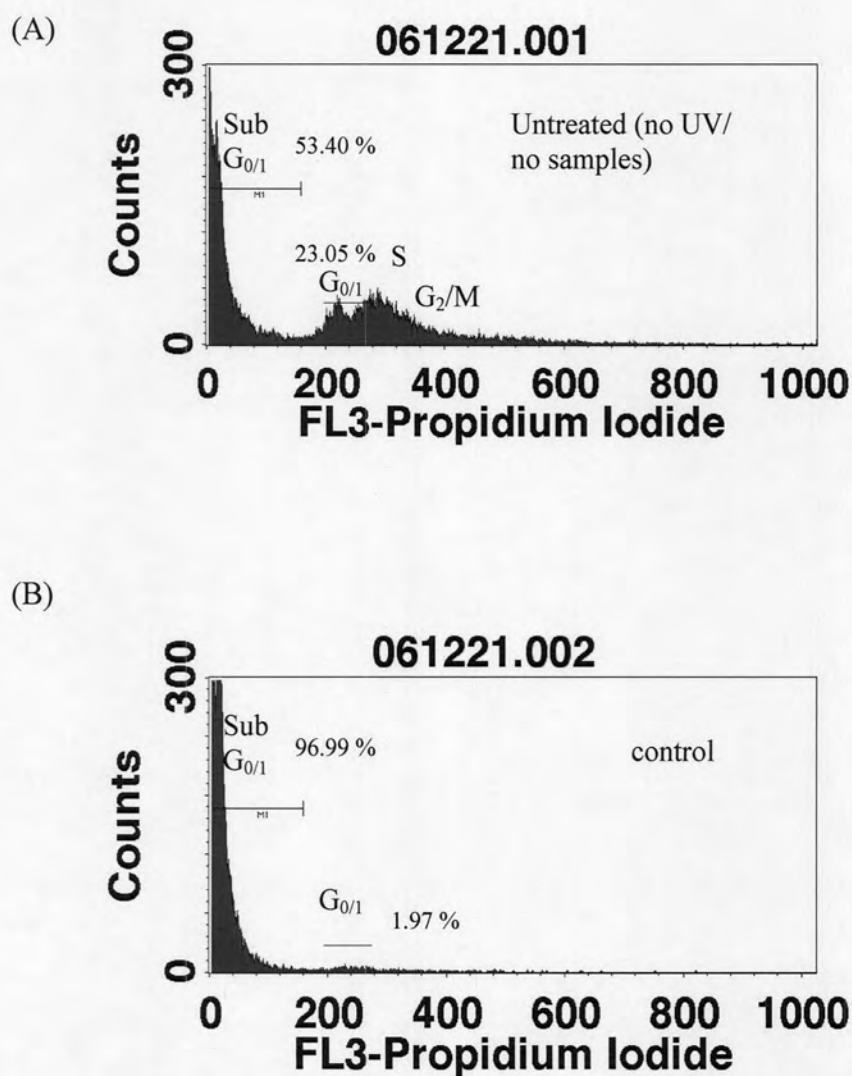 (A)
061221.001
300
Counts
0
Sub
G0/1
53.40 %
M1
Untreated (no UV/
no samples)
23.05 %
S
G0/1
G2/M
0 200 400 600 800 1000
FL3-Propidium Iodide
(B)
061221.002
300
Counts
0
Sub
G0/1
96.99 %
M1
control
G0/1
1.97 %
0 200 400 600 800 1000
FL3-Propidium Iodide